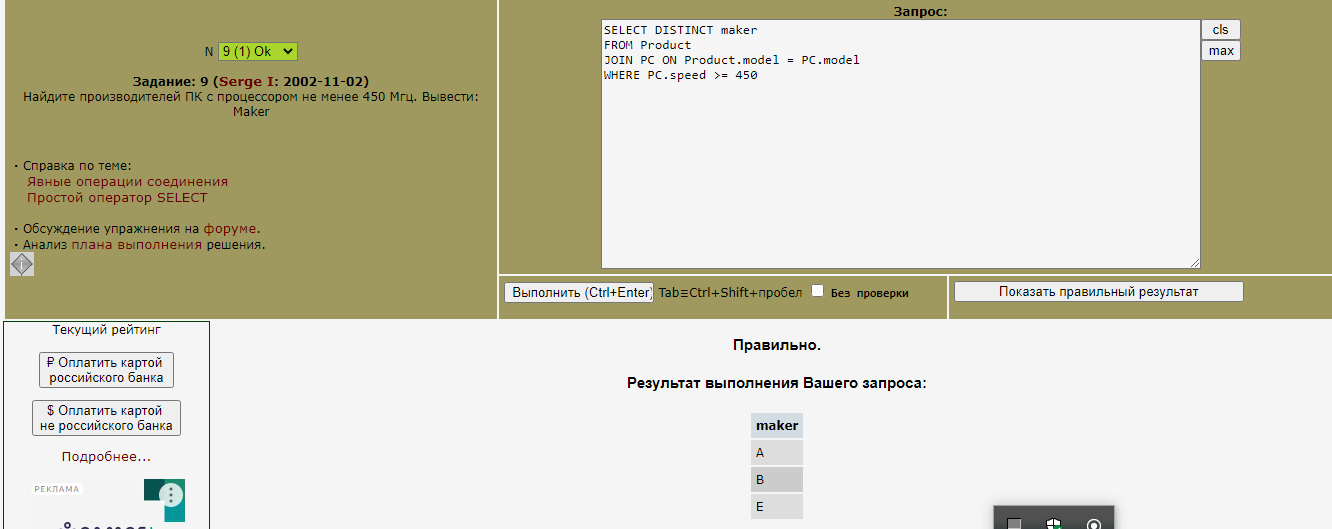 N 9 (1) Ok
Задание: 9 (Serge I: 2002-11-02)
Найдите производителей ПК с процессором не менее 450 Мгц. Вывести:
Maker
· Справка по теме:
Явные операции соединения
Простой оператор SELECT
· Обсуждение упражнения на форуме.
· Анализ плана выполнения решения.
Запрос:
SELECT DISTINCT maker
FROM Product
JOIN PC ON Product.model = PC.model
WHERE PC.speed >= 450
cls
max
Выполнить (Ctrl+Enter) Tab≡Ctrl+Shift+пробел Без проверки
Показать правильный результат
Текущий рейтинг
₽ Оплатить картой
российского банка
$ Оплатить картой
не российского банка
Подробнее...
РЕКЛАМА
Правильно.
Результат выполнения Вашего запроса:
maker
A
B
E